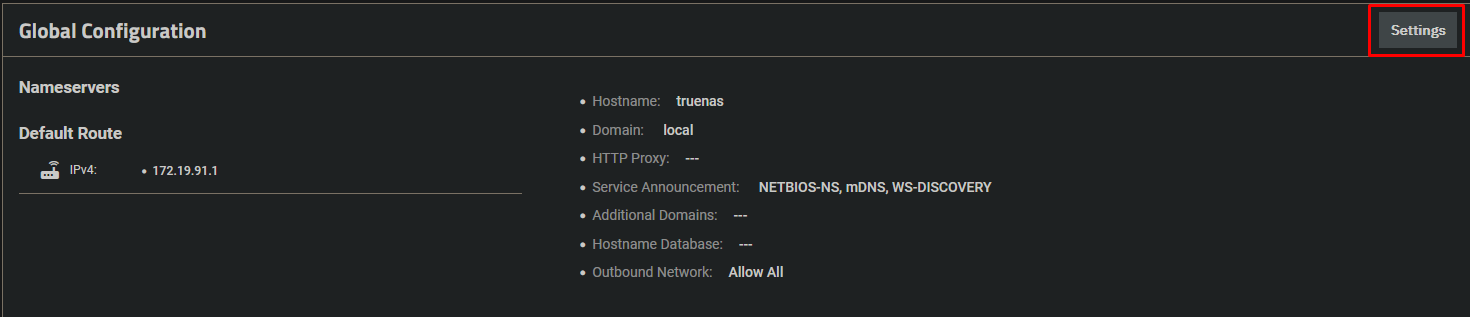 Global Configuration
Settings
Nameservers
Default Route
IPv4: • 172.19.91.1
• Hostname: truenas
• Domain: local
• HTTP Proxy: ---
• Service Announcement: NETBIOS-NS, mDNS, WS-DISCOVERY
• Additional Domains: ---
• Hostname Database: ---
• Outbound Network: Allow All